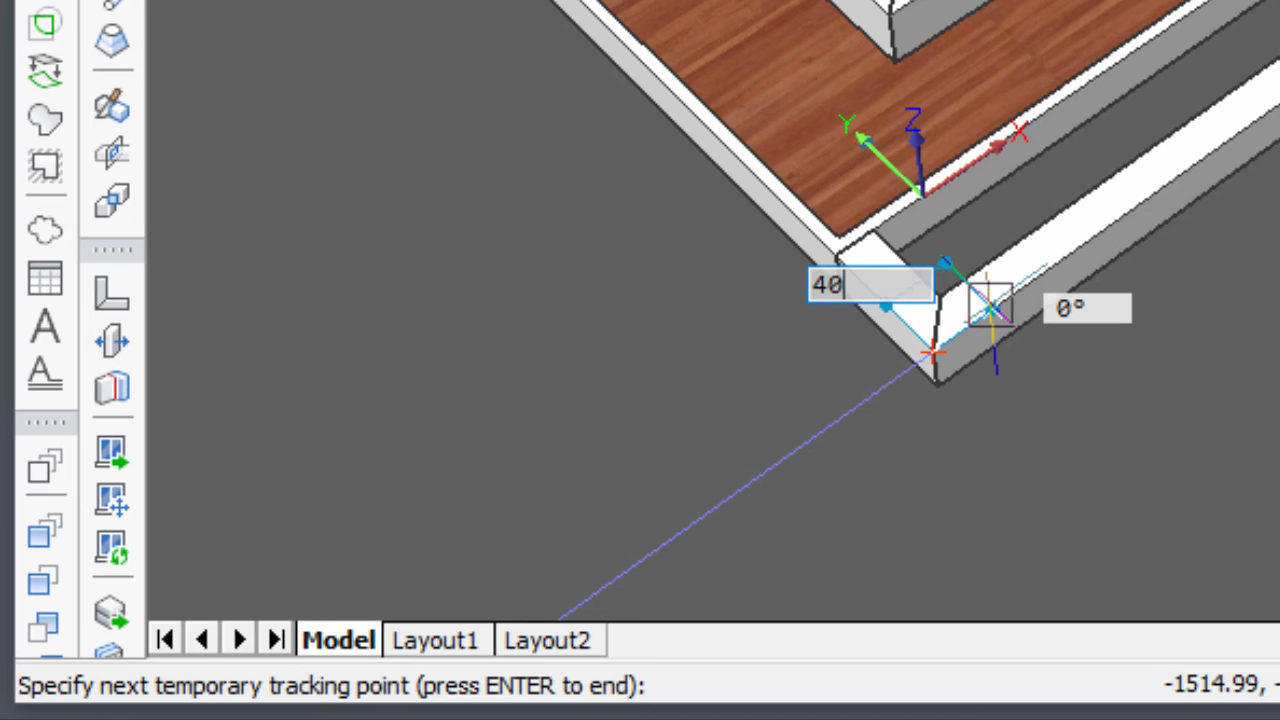 Y
Z
X
40
0°
Model
Layout1
Layout2
Specify next temporary tracking point (press ENTER to end):
-1514.99, -